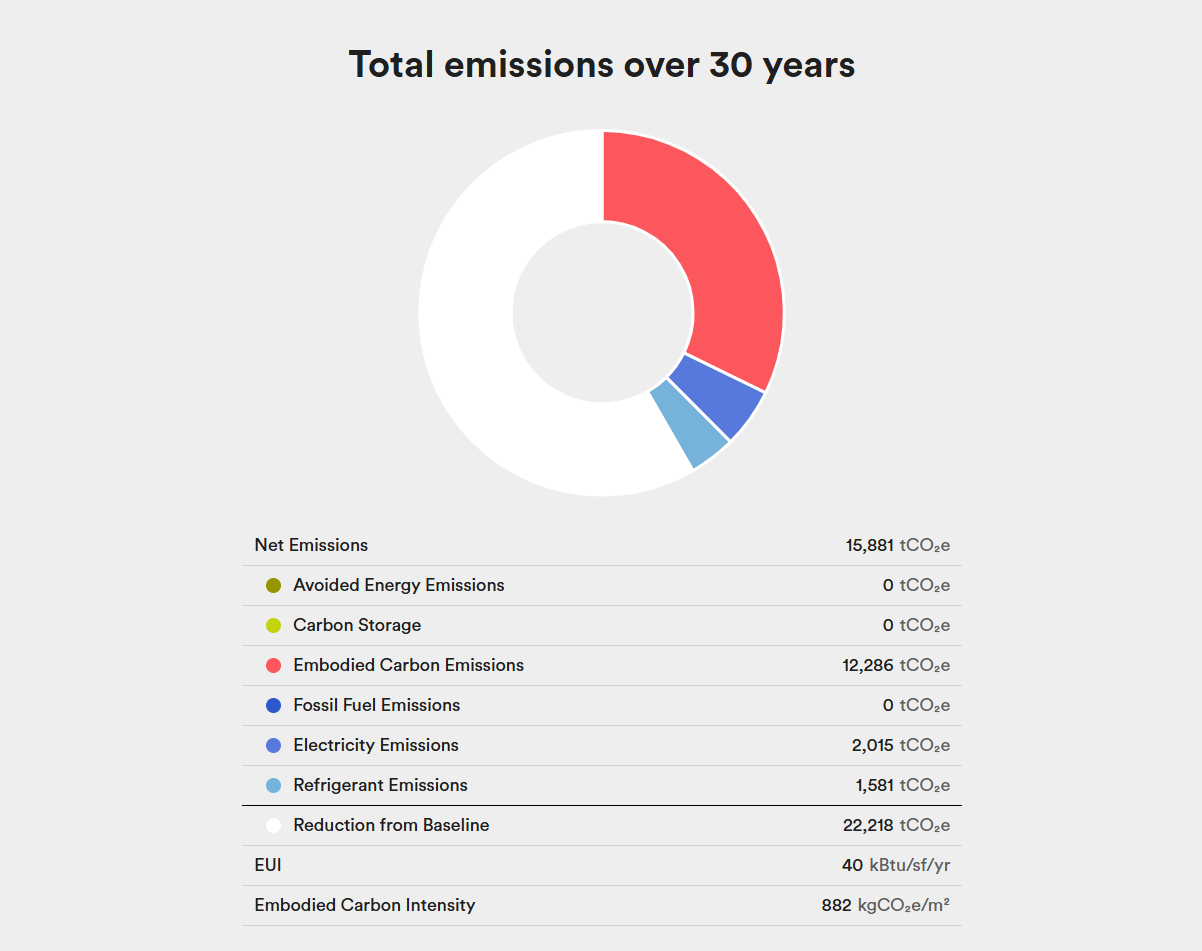 Total emissions over 30 years
Net Emissions 15,881 tCO₂e
Avoided Energy Emissions 0 tCO₂e
Carbon Storage 0 tCO₂e
Embodied Carbon Emissions 12,286 tCO₂e
Fossil Fuel Emissions 0 tCO₂e
Electricity Emissions 2,015 tCO₂e
Refrigerant Emissions 1,581 tCO₂e
Reduction from Baseline 22,218 tCO₂e
EUI 40 kBtu/sf/yr
Embodied Carbon Intensity 882 kgCO₂e/m²